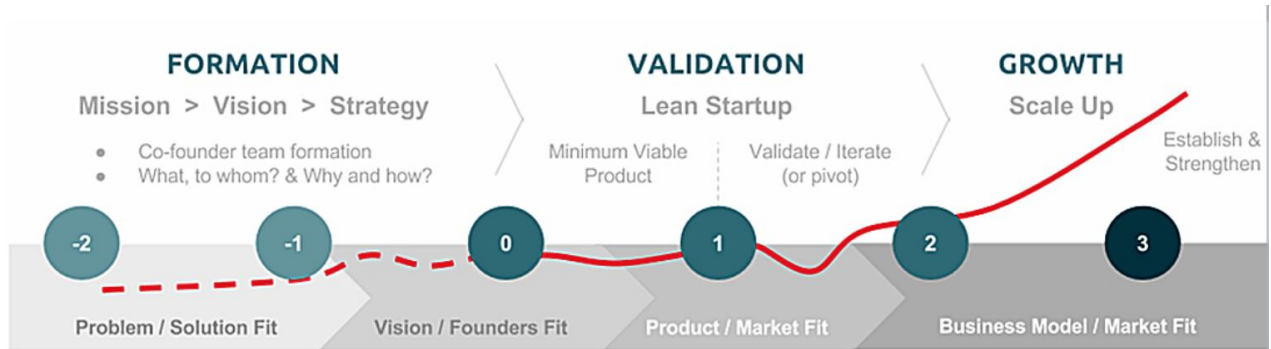 FORMATION
Mission > Vision > Strategy
● Co-founder team formation
● What, to whom? & Why and how?
VALIDATION
Lean Startup
Minimum Viable
Product
Validate / Iterate
(or pivot)
GROWTH
Scale Up
Establish &
Strengthen
-2
-1
0
1
2
3
Problem / Solution Fit
Vision / Founders Fit
Product / Market Fit
Business Model / Market Fit